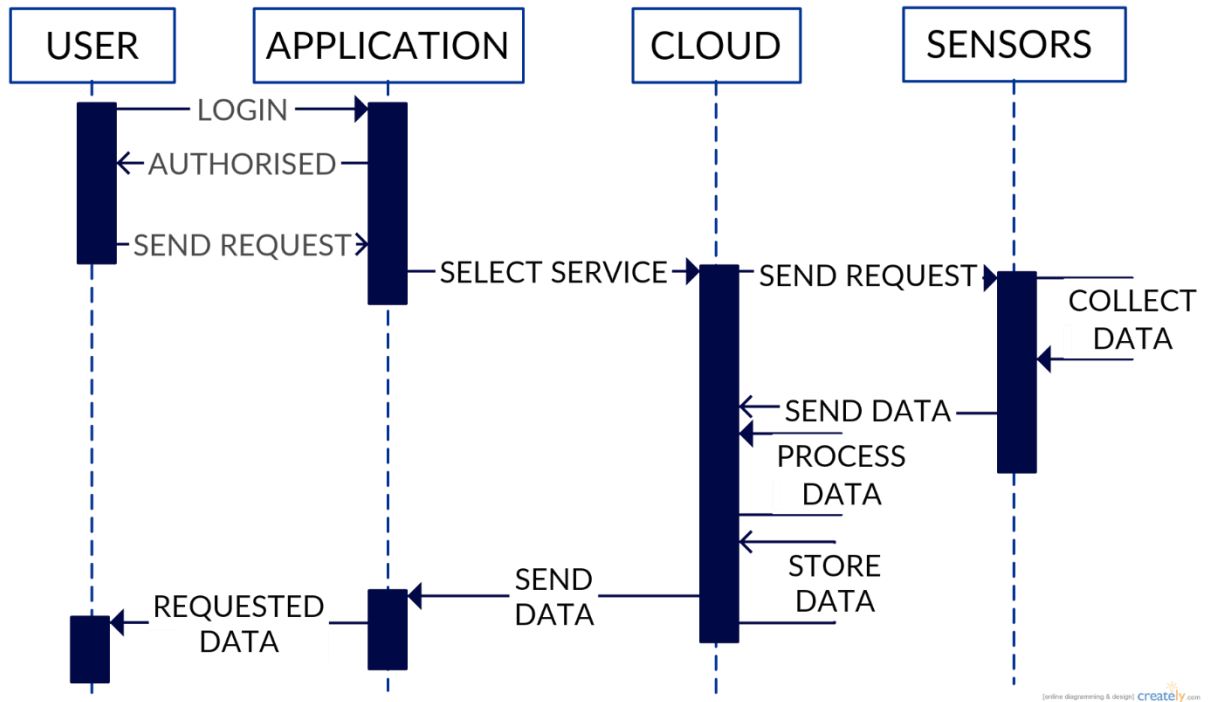 USER
APPLICATION
CLOUD
SENSORS
LOGIN
AUTHORISED
SEND REQUEST
SELECT SERVICE
SEND REQUEST
COLLECT
DATA
SEND DATA
PROCESS
DATA
STORE
DATA
SEND
DATA
REQUESTED
DATA
[online diagramming & design] creately.com